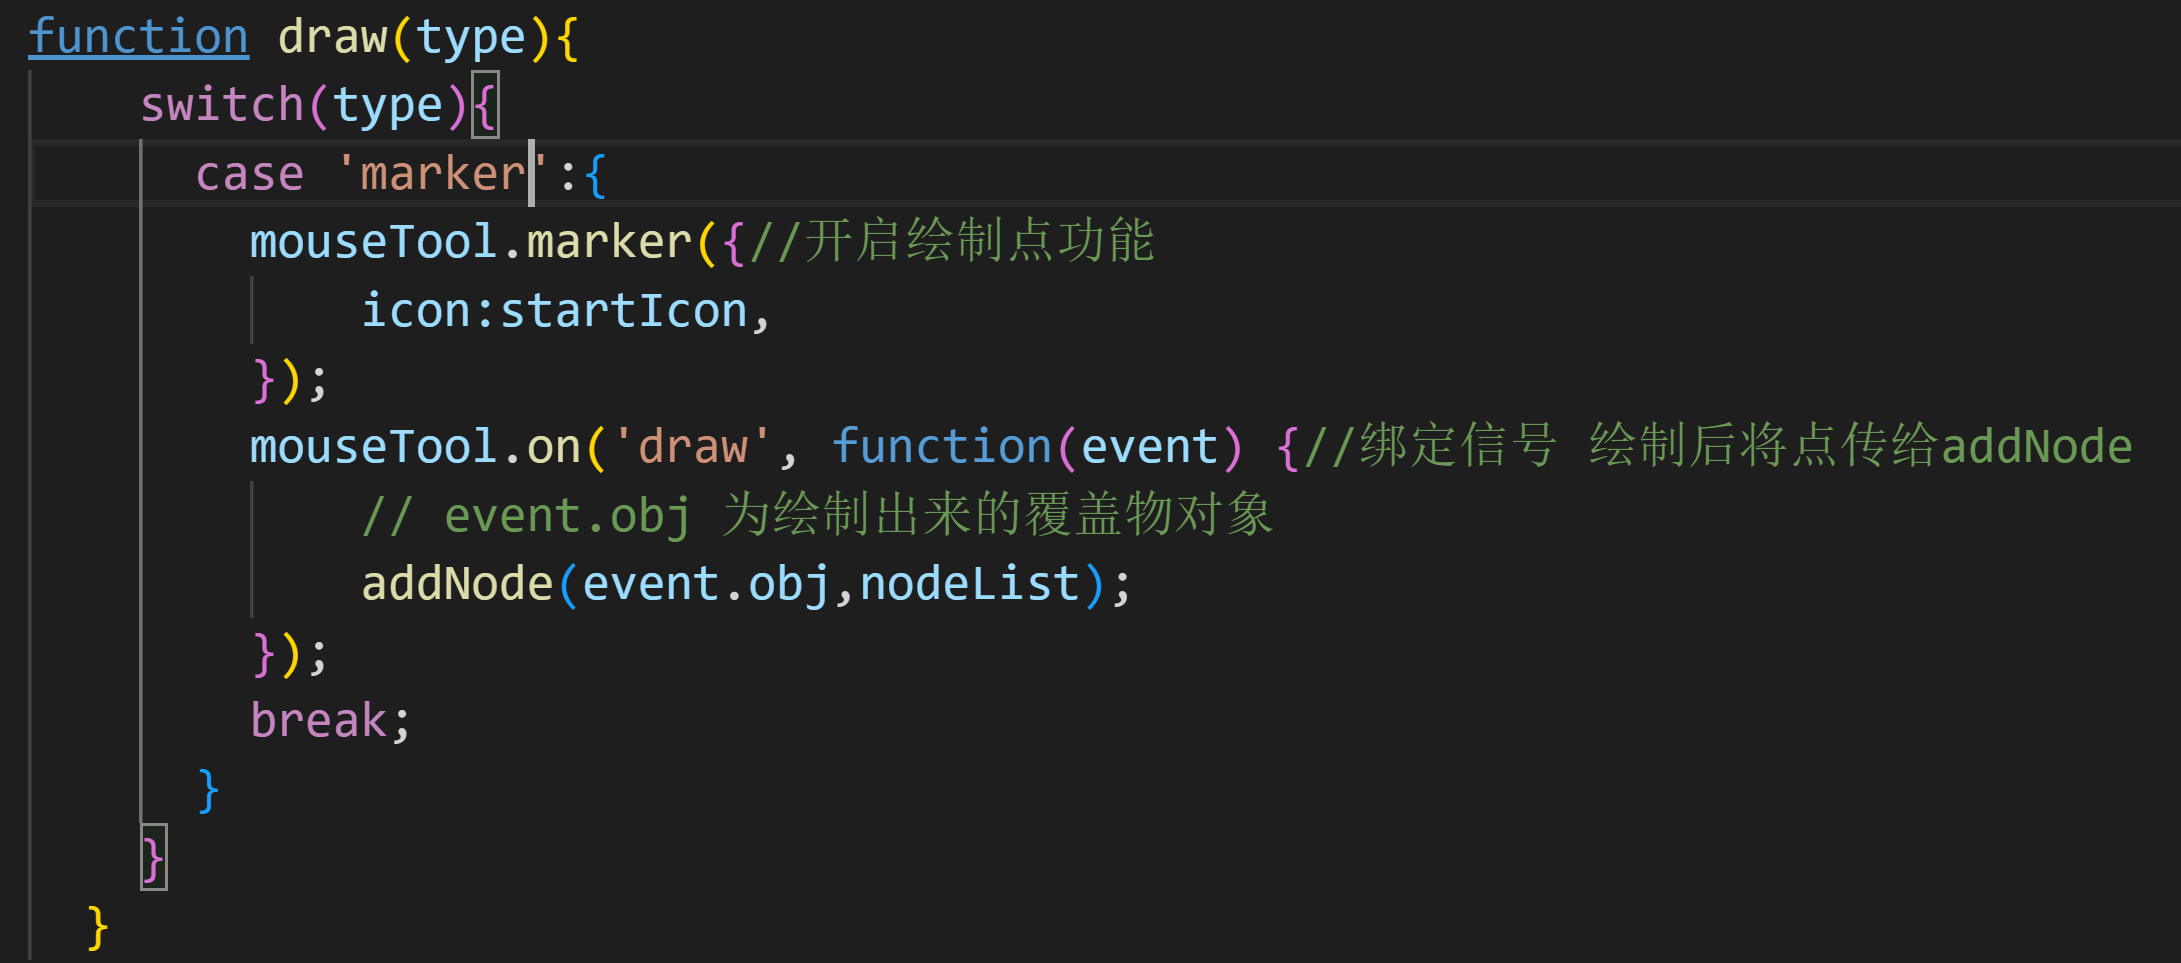 function draw(type){
switch(type){
case 'marker':{
mouseTool.marker({//开启绘制点功能
icon:startIcon,
});
mouseTool.on('draw', function(event) {//绑定信号 绘制后将点传给addNode
// event.obj 为绘制出来的覆盖物对象
addNode(event.obj,nodeList);
});
break;
}
}
}